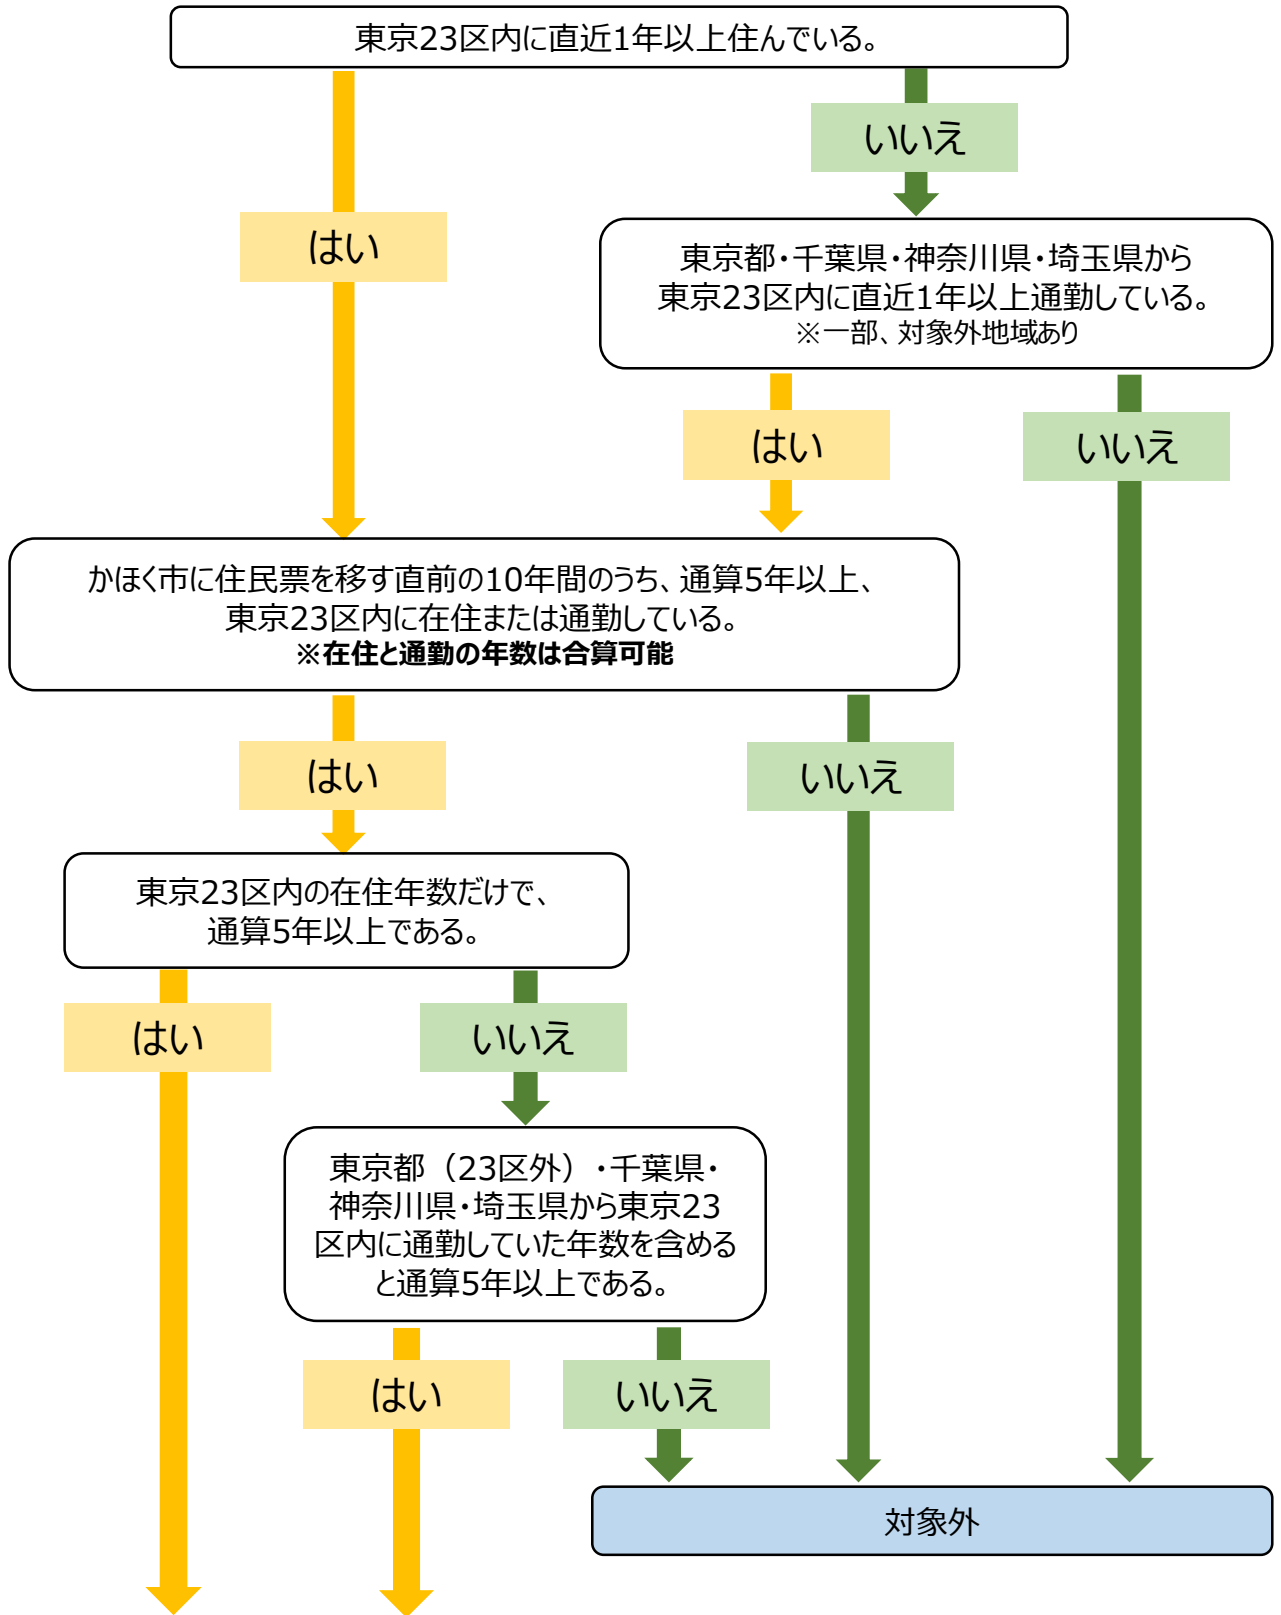 東京23区内に直近1年以上住んでいる。
いいえ
はい
東京都・千葉県・神奈川県・埼玉県から
東京23区内に直近1年以上通勤している。
※一部、対象外地域あり
はい
いいえ
かほく市に住民票を移す直前の10年間のうち、通算5年以上、
東京23区内に在住または通勤している。
※在住と通勤の年数は合算可能
はい
いいえ
東京23区内の在住年数だけで、
通算5年以上である。
はい
いいえ
東京都（23区外）・千葉県・
神奈川県・埼玉県から東京23
区内に通勤していた年数を含める
と通算5年以上である。
はい
いいえ
対象外